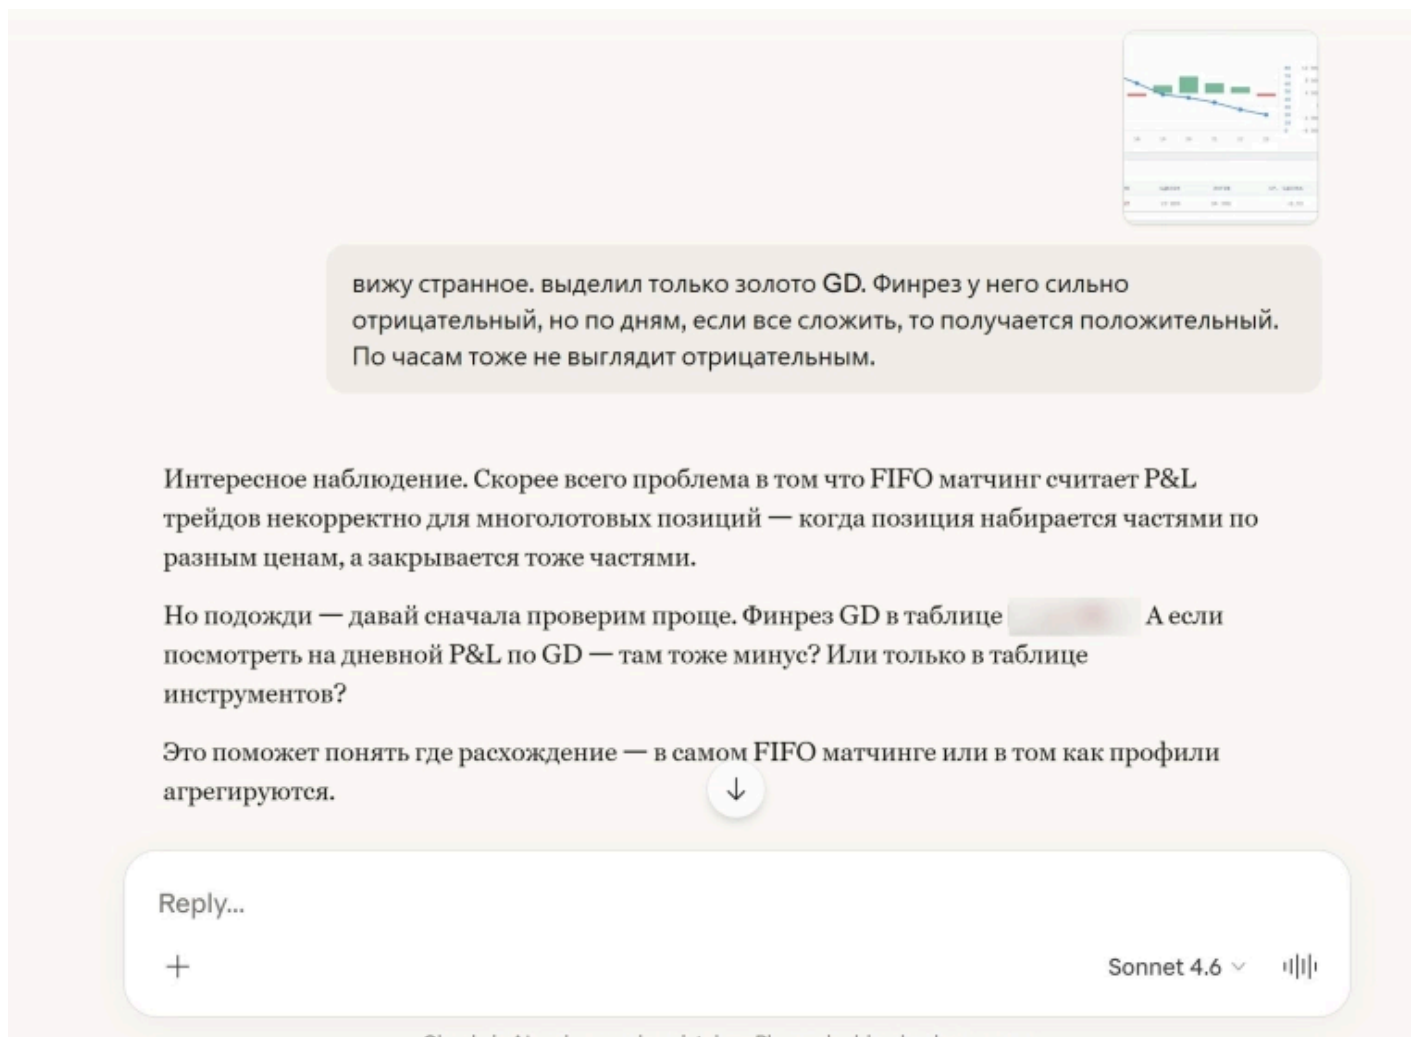 вижу странное. выделил только золото GD. Финрез у него сильно
отрицательный, но по дням, если все сложить, то получается положительный.
По часам тоже не выглядит отрицательным.
Интересное наблюдение. Скорее всего проблема в том что FIFO матчинг считает P&L
трейдов некорректно для многолотовых позиций — когда позиция набирается частями по
разным ценам, а закрывается тоже частями.
Но подожди — давай сначала проверим проще. Финрез GD в таблице А если
посмотреть на дневной P&L по GD — там тоже минус? Или только в таблице
инструментов?
Это поможет понять где расхождение — в самом FIFO матчинге или в том как профили
агрегируются.
Reply...
Sonnet 4.6